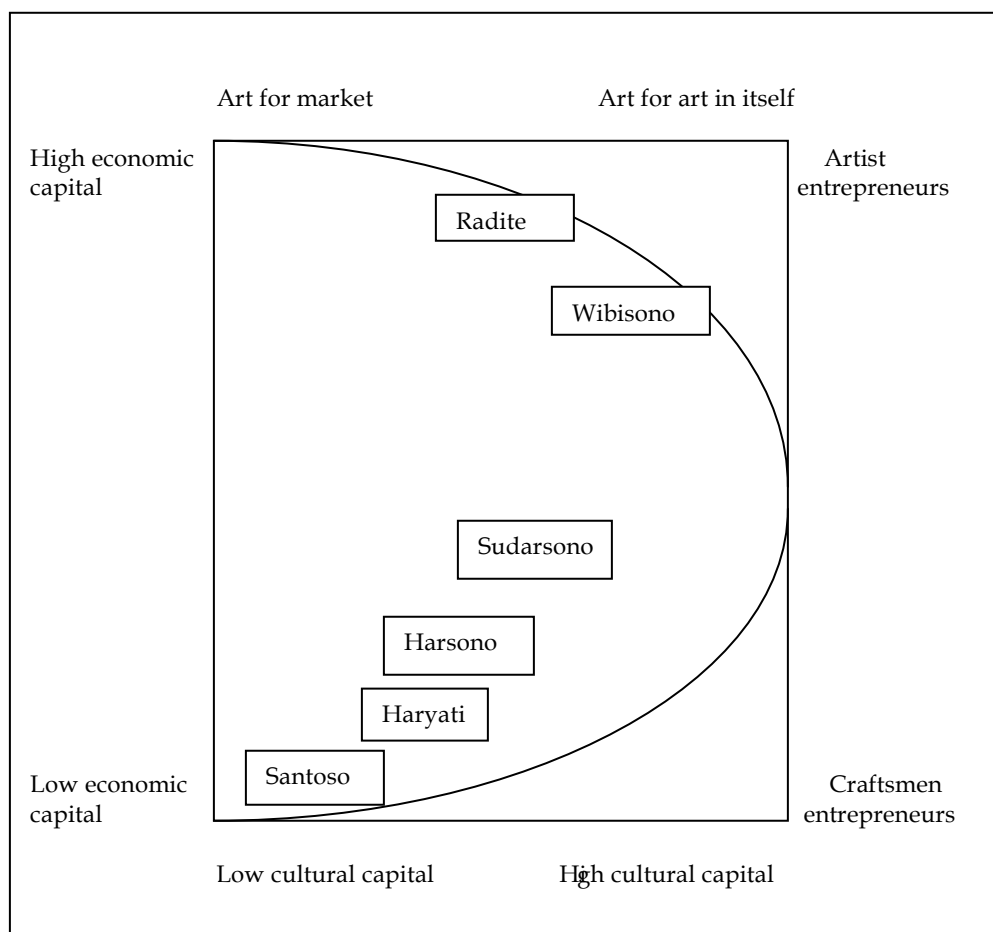 Art for market
Art for art in itself
High economic
capital
Artist
entrepreneurs
Radite
Wibisono
Sudarsono
Harsono
Haryati
Santoso
Low economic
capital
Craftsmen
entrepreneurs
Low cultural capital
High cultural capital